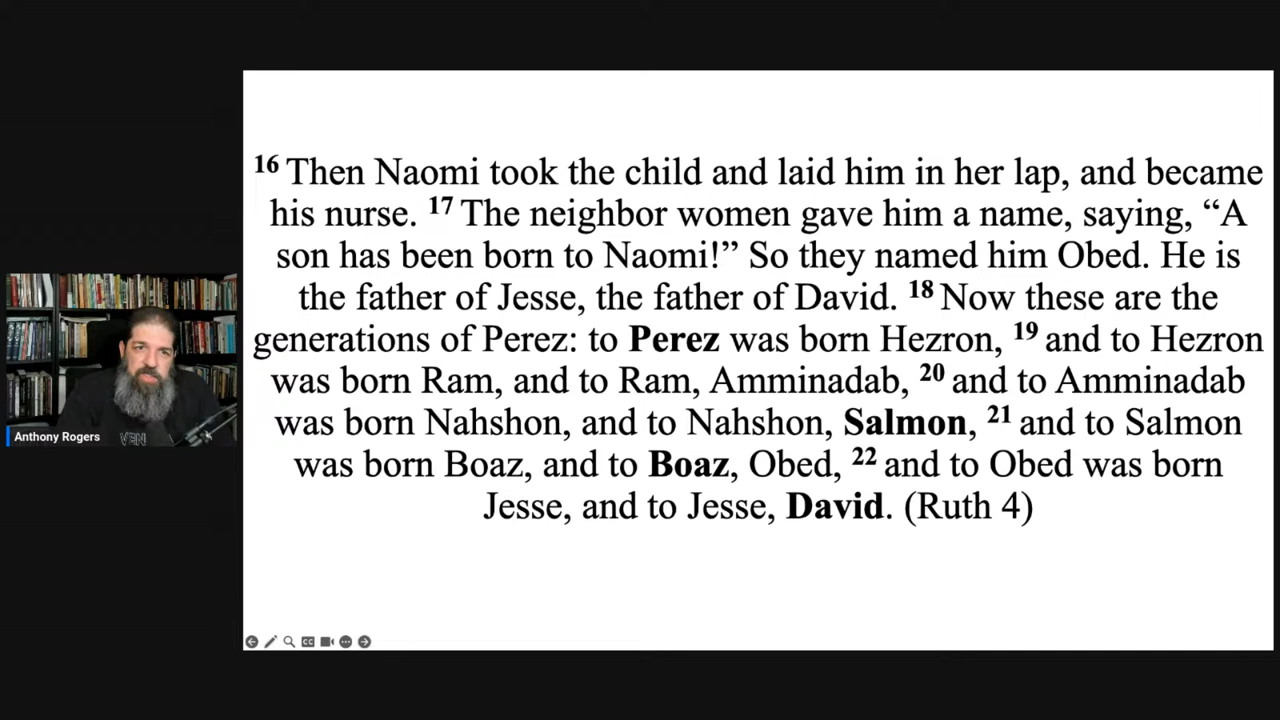 16 Then Naomi took the child and laid him in her lap, and became
his nurse. 17 The neighbor women gave him a name, saying, “A
son has been born to Naomi!” So they named him Obed. He is
the father of Jesse, the father of David. 18 Now these are the
generations of Perez: to Perez was born Hezron, 19 and to Hezron
was born Ram, and to Ram, Amminadab, 20 and to Amminadab
was born Nahshon, and to Nahshon, Salmon, 21 and to Salmon
was born Boaz, and to Boaz, Obed, 22 and to Obed was born
Jesse, and to Jesse, David. (Ruth 4)
Anthony Rogers